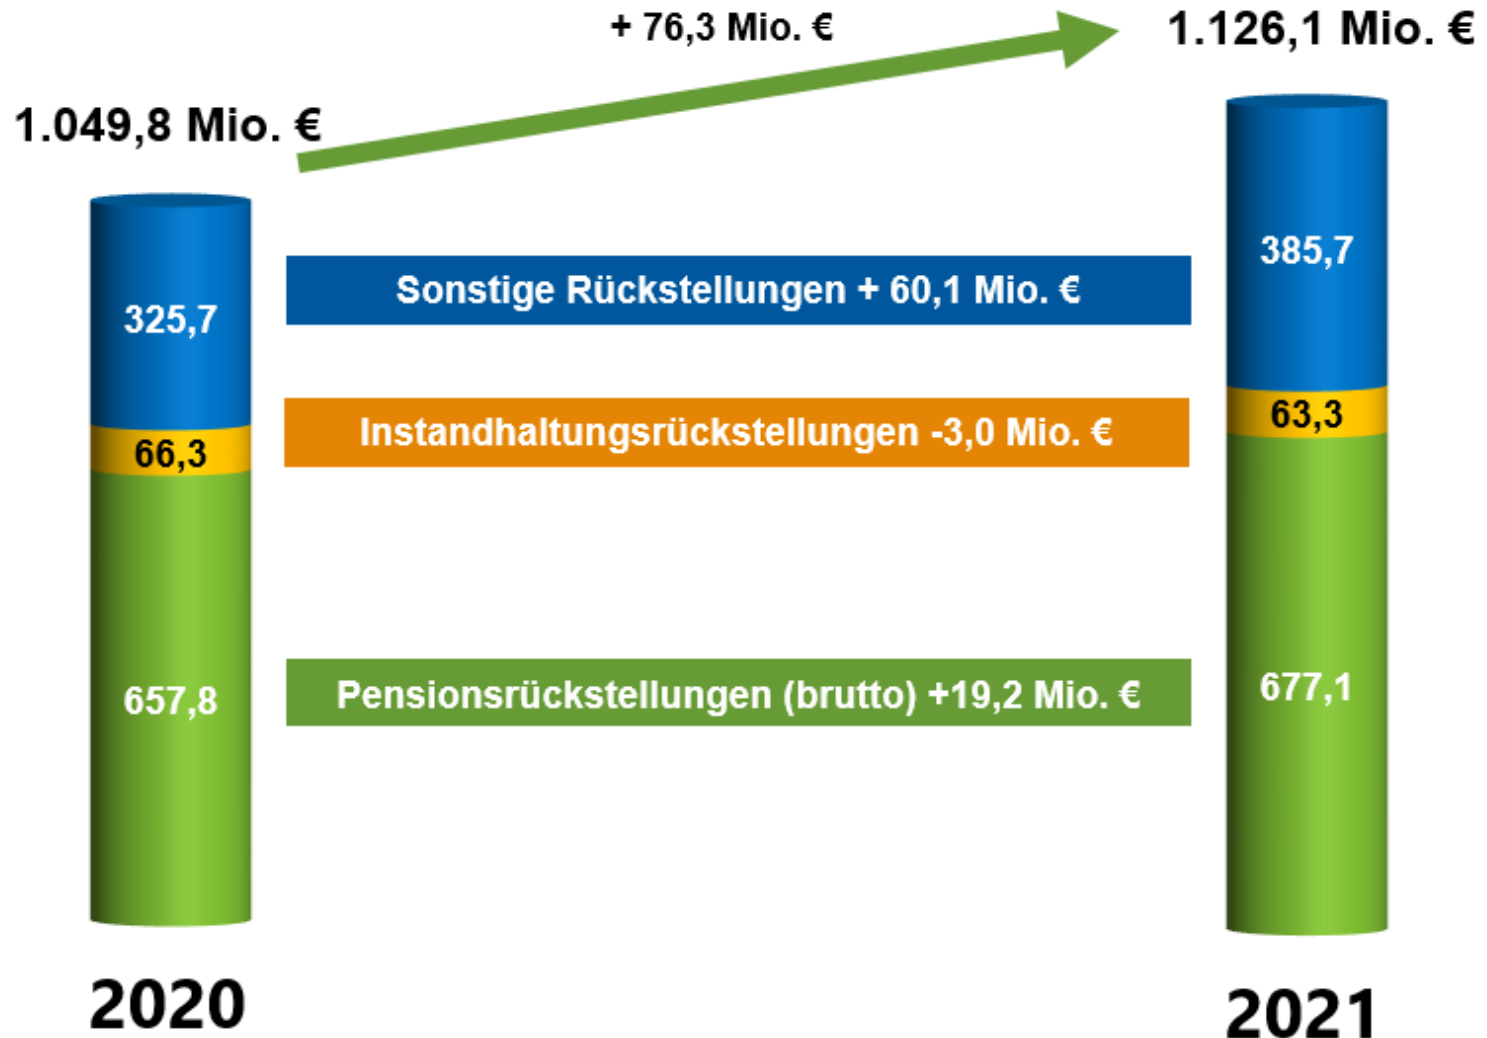 + 76,3 Mio. €
1.126,1 Mio. €
1.049,8 Mio. €
385,7
Sonstige Rückstellungen + 60,1 Mio. €
325,7
63,3
Instandhaltungsrückstellungen -3,0 Mio. €
66,3
677,1
Pensionsrückstellungen (brutto) +19,2 Mio. €
657,8
2020
2021